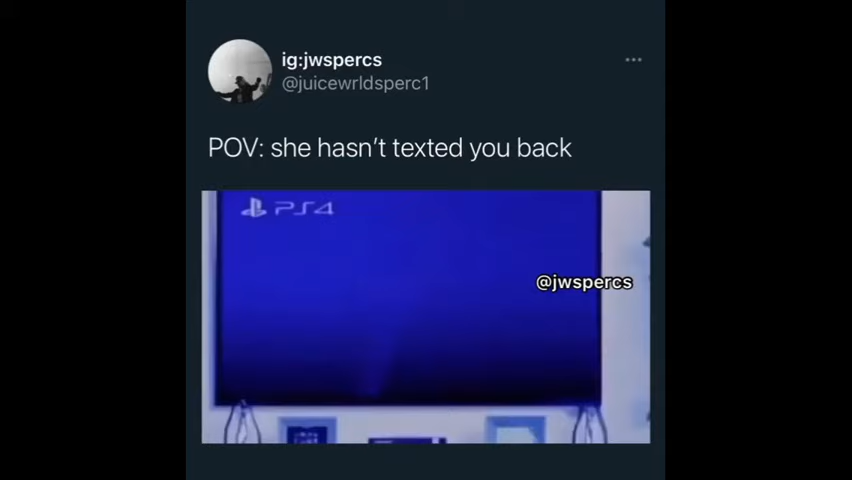 ig:jwspercs
@juicewrldsperc1
POV: she hasn't texted you back
PS4
@jwspercs